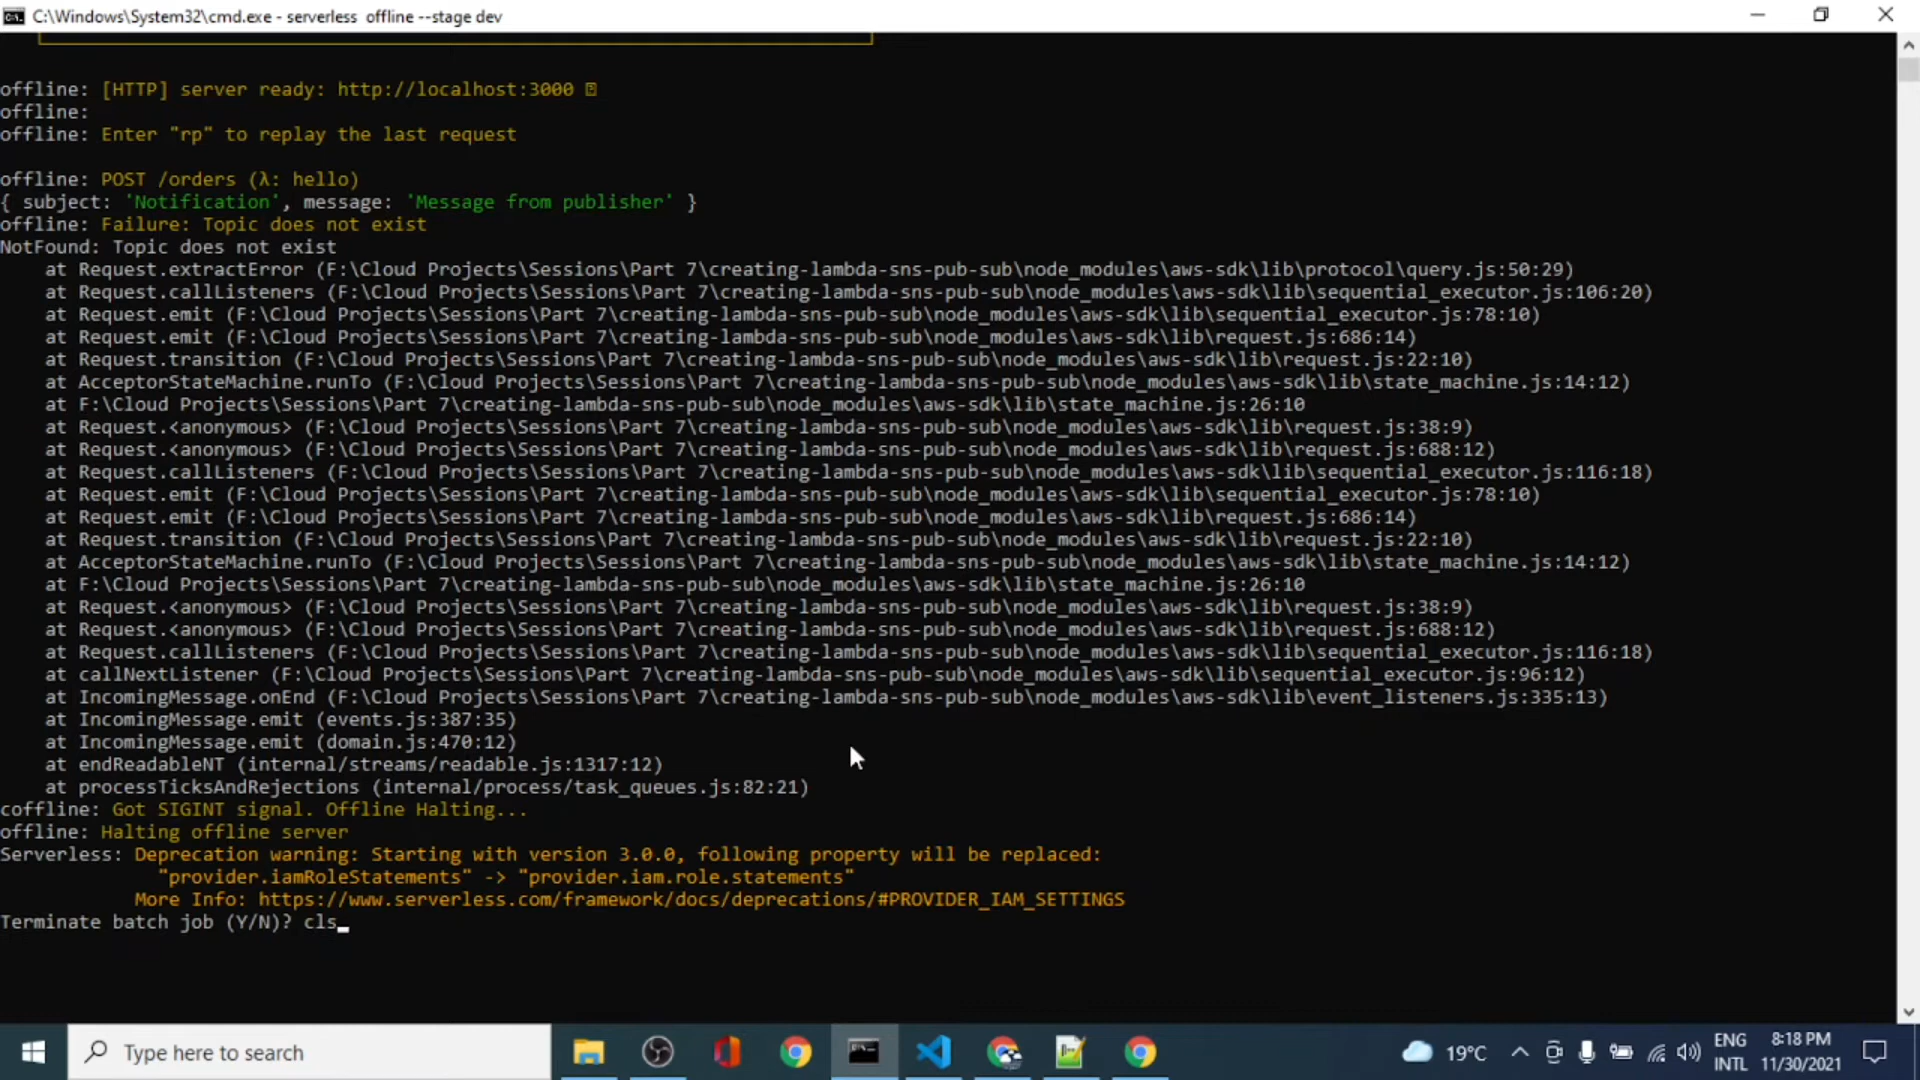 C:\Windows\System32\cmd.exe - serverless  offline --stage dev
offline: [HTTP] server ready: http://localhost:3000
offline:
offline: Enter "rp" to replay the last request
offline: POST /orders (λ: hello)
{ subject: 'Notification', message: 'Message from publisher' }
offline: Failure: Topic does not exist
NotFound: Topic does not exist
    at Request.extractError (F:\Cloud Projects\Sessions\Part 7\creating-lambda-sns-pub-sub\node_modules\aws-sdk\lib\protocol\query.js:50:29)
    at Request.callListeners (F:\Cloud Projects\Sessions\Part 7\creating-lambda-sns-pub-sub\node_modules\aws-sdk\lib\sequential_executor.js:106:20)
    at Request.emit (F:\Cloud Projects\Sessions\Part 7\creating-lambda-sns-pub-sub\node_modules\aws-sdk\lib\sequential_executor.js:78:10)
    at Request.emit (F:\Cloud Projects\Sessions\Part 7\creating-lambda-sns-pub-sub\node_modules\aws-sdk\lib\request.js:686:14)
    at Request.transition (F:\Cloud Projects\Sessions\Part 7\creating-lambda-sns-pub-sub\node_modules\aws-sdk\lib\request.js:22:10)
    at AcceptorStateMachine.runTo (F:\Cloud Projects\Sessions\Part 7\creating-lambda-sns-pub-sub\node_modules\aws-sdk\lib\state_machine.js:14:12)
    at F:\Cloud Projects\Sessions\Part 7\creating-lambda-sns-pub-sub\node_modules\aws-sdk\lib\state_machine.js:26:10
    at Request.<anonymous> (F:\Cloud Projects\Sessions\Part 7\creating-lambda-sns-pub-sub\node_modules\aws-sdk\lib\request.js:38:9)
    at Request.<anonymous> (F:\Cloud Projects\Sessions\Part 7\creating-lambda-sns-pub-sub\node_modules\aws-sdk\lib\request.js:688:12)
    at Request.callListeners (F:\Cloud Projects\Sessions\Part 7\creating-lambda-sns-pub-sub\node_modules\aws-sdk\lib\sequential_executor.js:116:18)
    at Request.emit (F:\Cloud Projects\Sessions\Part 7\creating-lambda-sns-pub-sub\node_modules\aws-sdk\lib\sequential_executor.js:78:10)
    at Request.emit (F:\Cloud Projects\Sessions\Part 7\creating-lambda-sns-pub-sub\node_modules\aws-sdk\lib\request.js:686:14)
    at Request.transition (F:\Cloud Projects\Sessions\Part 7\creating-lambda-sns-pub-sub\node_modules\aws-sdk\lib\request.js:22:10)
    at AcceptorStateMachine.runTo (F:\Cloud Projects\Sessions\Part 7\creating-lambda-sns-pub-sub\node_modules\aws-sdk\lib\state_machine.js:14:12)
    at F:\Cloud Projects\Sessions\Part 7\creating-lambda-sns-pub-sub\node_modules\aws-sdk\lib\state_machine.js:26:10
    at Request.<anonymous> (F:\Cloud Projects\Sessions\Part 7\creating-lambda-sns-pub-sub\node_modules\aws-sdk\lib\request.js:38:9)
    at Request.<anonymous> (F:\Cloud Projects\Sessions\Part 7\creating-lambda-sns-pub-sub\node_modules\aws-sdk\lib\request.js:688:12)
    at Request.callListeners (F:\Cloud Projects\Sessions\Part 7\creating-lambda-sns-pub-sub\node_modules\aws-sdk\lib\sequential_executor.js:116:18)
    at callNextListener (F:\Cloud Projects\Sessions\Part 7\creating-lambda-sns-pub-sub\node_modules\aws-sdk\lib\sequential_executor.js:96:12)
    at IncomingMessage.onEnd (F:\Cloud Projects\Sessions\Part 7\creating-lambda-sns-pub-sub\node_modules\aws-sdk\lib\event_listeners.js:335:13)
    at IncomingMessage.emit (events.js:387:35)
    at IncomingMessage.emit (domain.js:470:12)
    at endReadableNT (internal/streams/readable.js:1317:12)
    at processTicksAndRejections (internal/process/task_queues.js:82:21)
coffline: Got SIGINT signal. Offline Halting...
offline: Halting offline server
Serverless: Deprecation warning: Starting with version 3.0.0, following property will be replaced:
              "provider.iamRoleStatements" -> "provider.iam.role.statements"
            More Info: https://www.serverless.com/framework/docs/deprecations/#PROVIDER_IAM_SETTINGS
Terminate batch job (Y/N)? cls
Type here to search
19°C
ENG
INTL
8:18 PM
11/30/2021